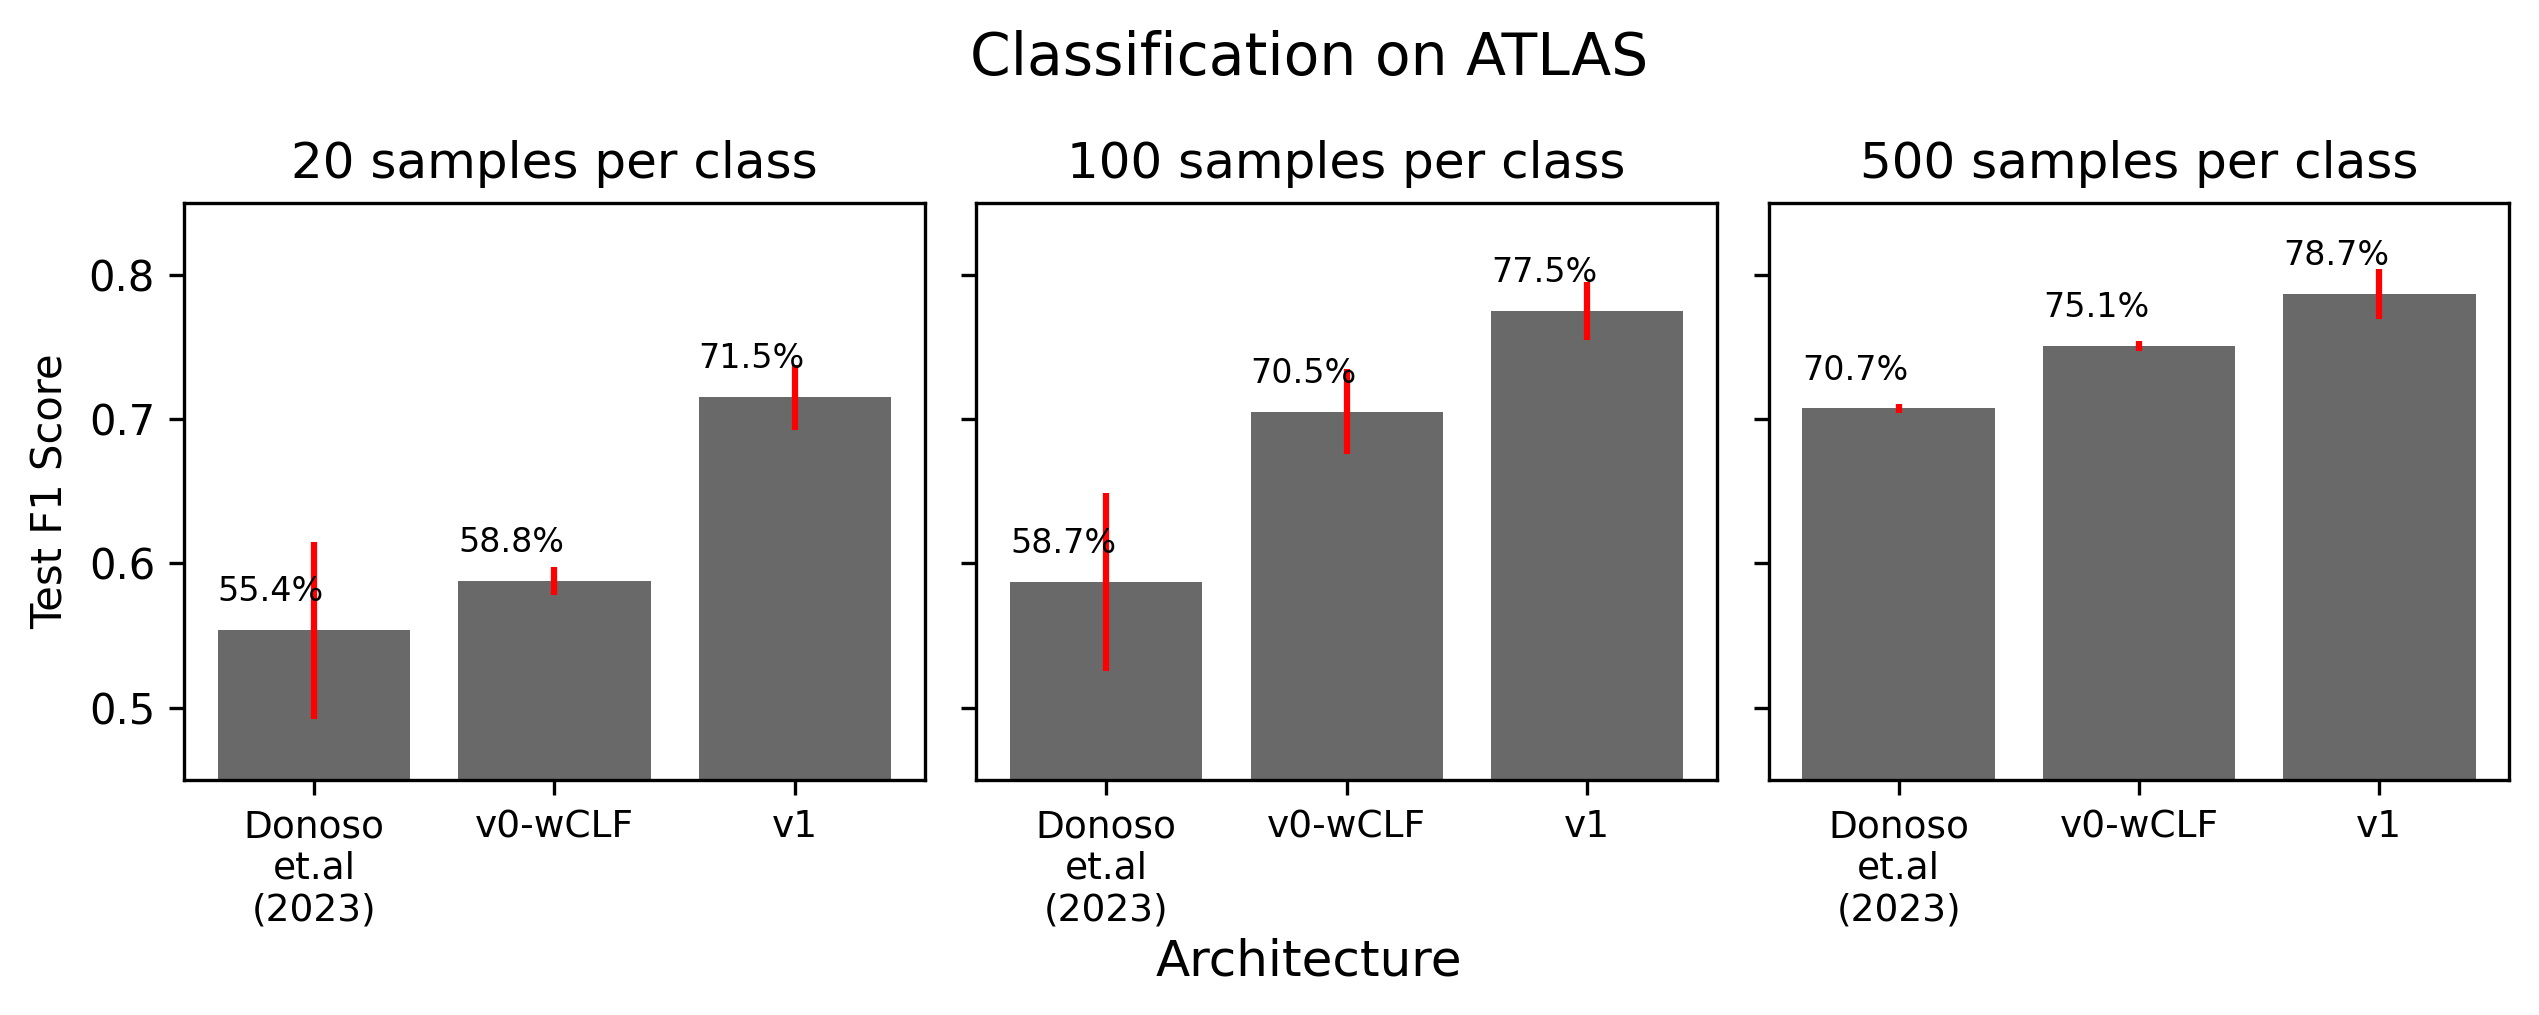 Classification on ATLAS
20 samples per class
100 samples per class
500 samples per class
Test F1 Score
0.8
0.7
0.6
0.5
55.4%
58.8%
71.5%
58.7%
70.5%
77.5%
70.7%
75.1%
78.7%
Donoso
et.al
(2023)
v0-wCLF
v1
Donoso
et.al
(2023)
v0-wCLF
v1
Donoso
et.al
(2023)
v0-wCLF
v1
Architecture